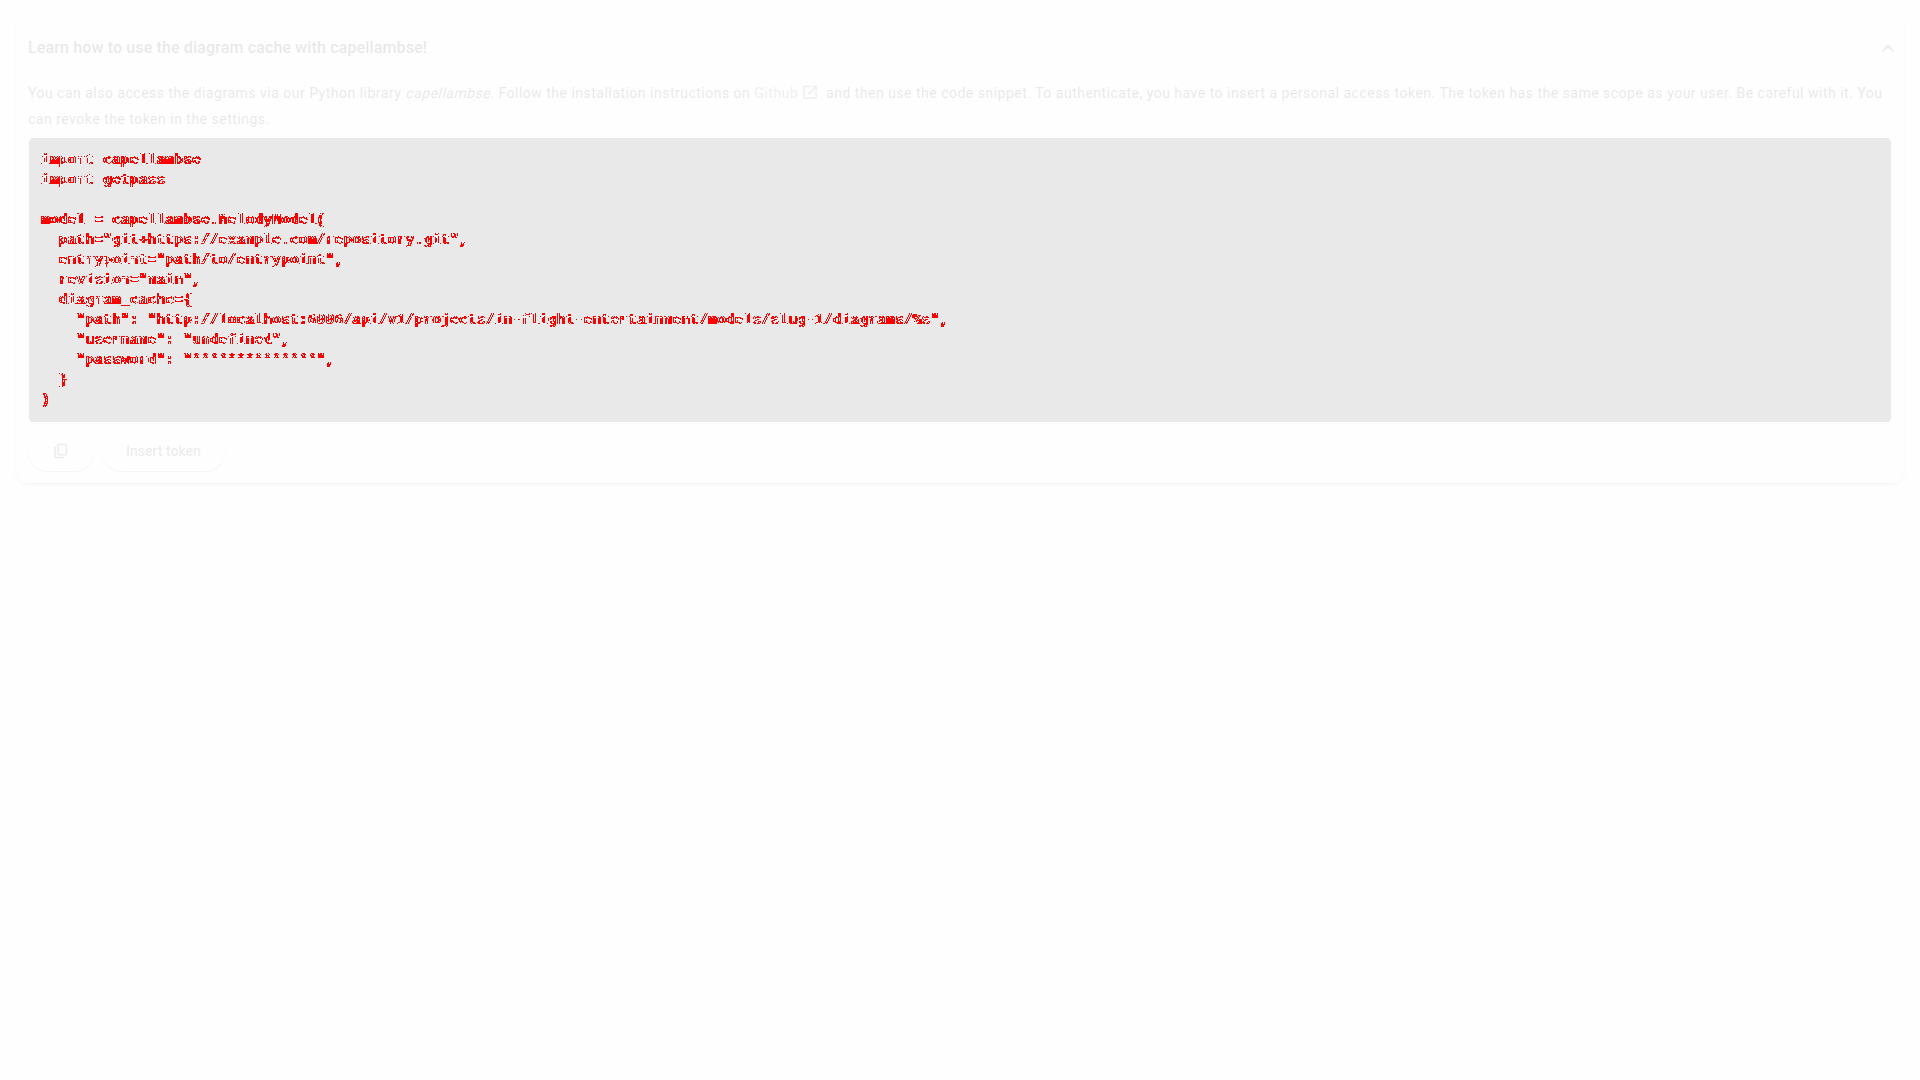 Learn how to use the diagram cache with capellambse!
You can also access the diagrams via our Python library capellambse. Follow the installation instructions on Github and then use the code snippet. To authenticate, you have to insert a personal access token. The token has the same scope as your user. Be careful with it. You
can revoke the token in the settings.
import capellambse
import getpass
model = capellambse.MelodyModel(
path="git+https://example.com/repository.git",
entrypoint="path/to/entrypoint",
revision="main",
diagram_cache={
"path": "http://localhost:6006/api/v1/projects/in-flight-entertainment/models/slug-1/diagrams/%s",
"username": "undefined",
"password": "***************",
}
)
Insert token